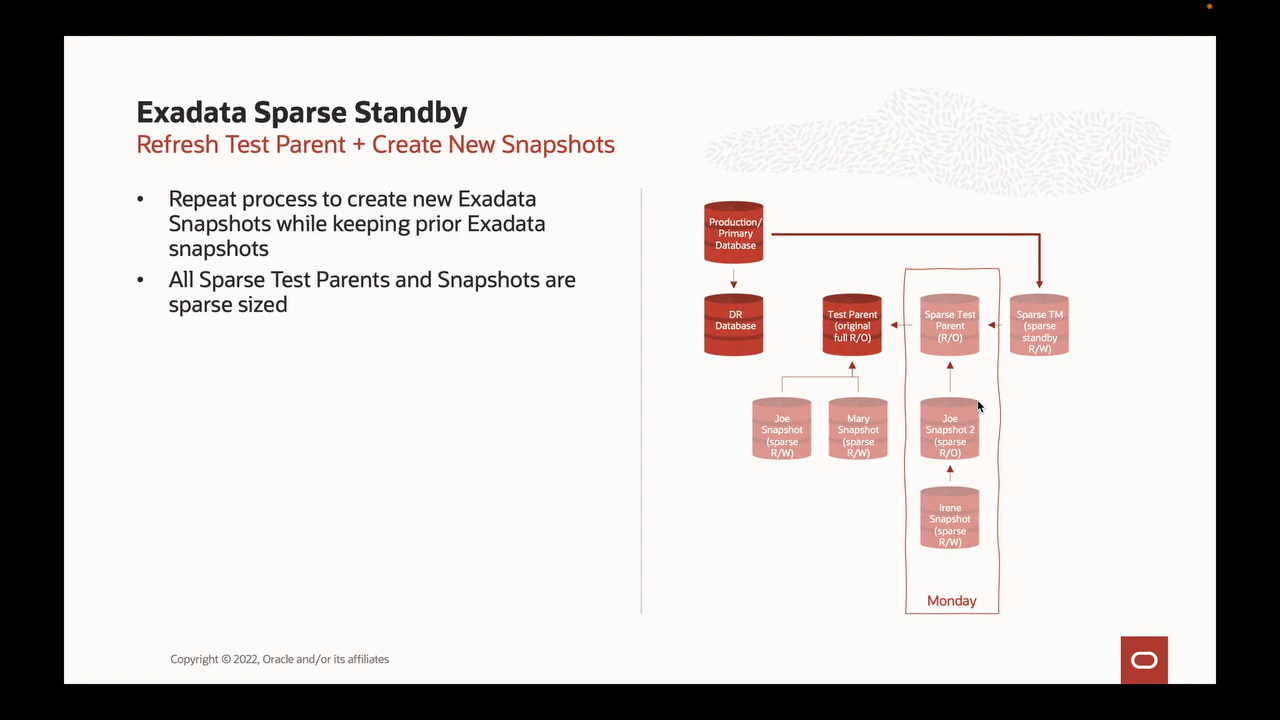 Exadata Sparse Standby
Refresh Test Parent + Create New Snapshots
• Repeat process to create new Exadata
Snapshots while keeping prior Exadata
snapshots
• All Sparse Test Parents and Snapshots are
sparse sized
Production/
Primary
Database
DR
Database
Test Parent
(original
full R/O)
Sparse Test
Parent
(R/O)
Sparse TM
(sparse
standby
R/W)
Joe
Snapshot
(sparse
R/W)
Mary
Snapshot
(sparse
R/W)
Joe
Snapshot 2
(sparse
R/O)
Irene
Snapshot
(sparse
R/W)
Monday
Copyright © 2022, Oracle and/or its affiliates